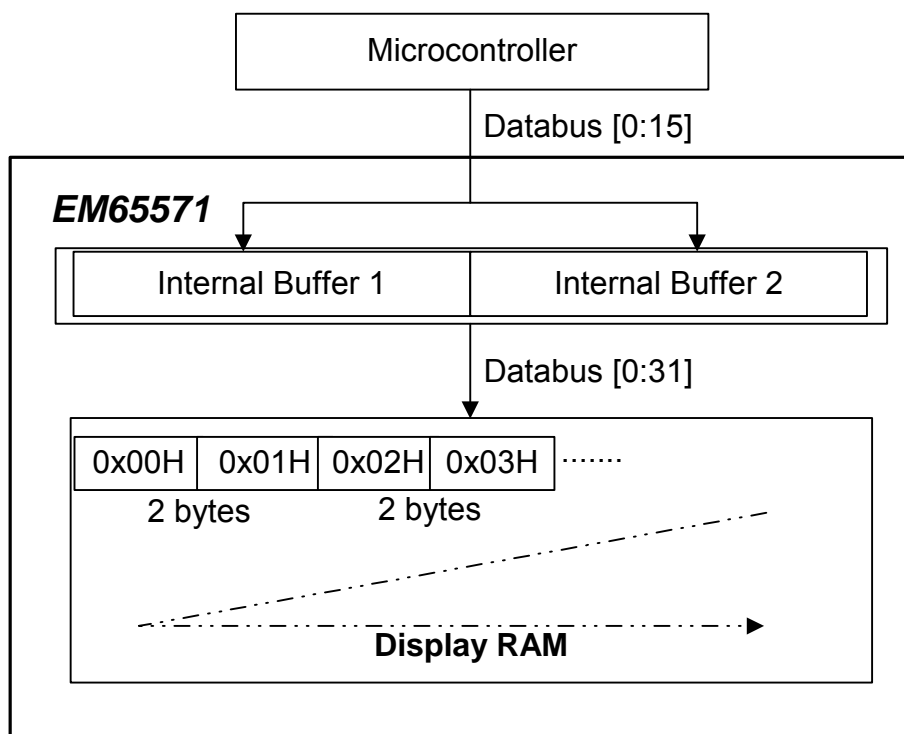 Microcontroller
Databus [0:15]
EM65571
Internal Buffer 1 Internal Buffer 2
Databus [0:31]
0x00H 0x01H 0x02H 0x03H ·······
2 bytes 2 bytes
Display RAM